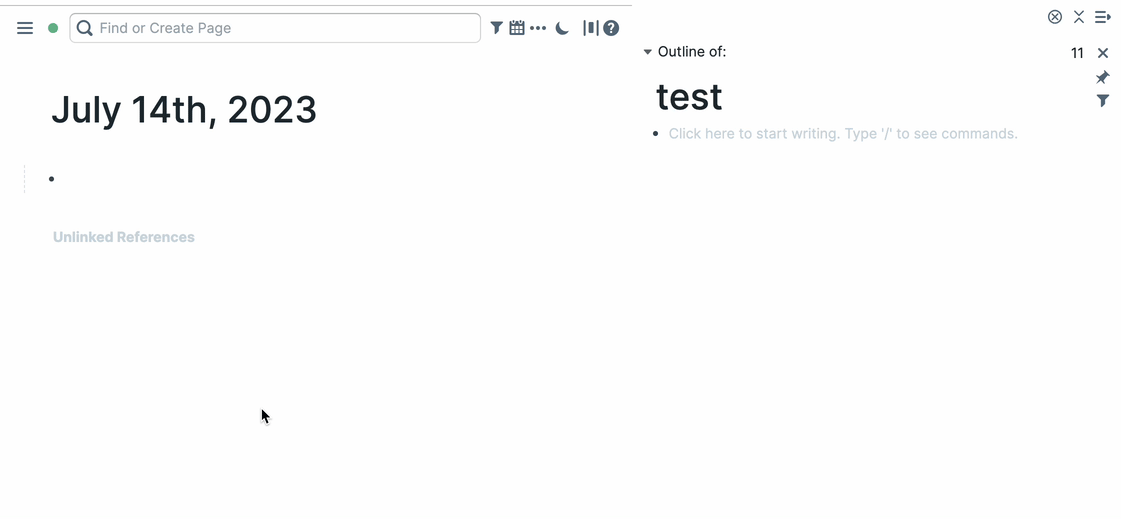 Find or Create Page
July 14th, 2023
Unlinked References
Outline of:
11
test
Click here to start writing. Type '/' to see commands.